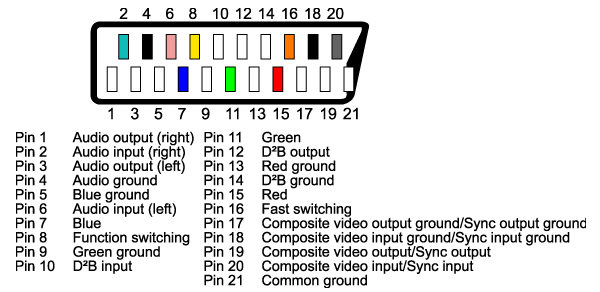 2 4 6 8 10 12 14 16 18 20
1 3 5 7 9 11 13 15 17 19 21
Pin 1 Audio output (right)
Pin 2 Audio input (right)
Pin 3 Audio output (left)
Pin 4 Audio ground
Pin 5 Blue ground
Pin 6 Audio input (left)
Pin 7 Blue
Pin 8 Function switching
Pin 9 Green ground
Pin 10 D²B input
Pin 11 Green
Pin 12 D²B output
Pin 13 Red ground
Pin 14 D²B ground
Pin 15 Red
Pin 16 Fast switching
Pin 17 Composite video output ground/Sync output ground
Pin 18 Composite video input ground/Sync input ground
Pin 19 Composite video output/Sync output
Pin 20 Composite video input/Sync input
Pin 21 Common ground